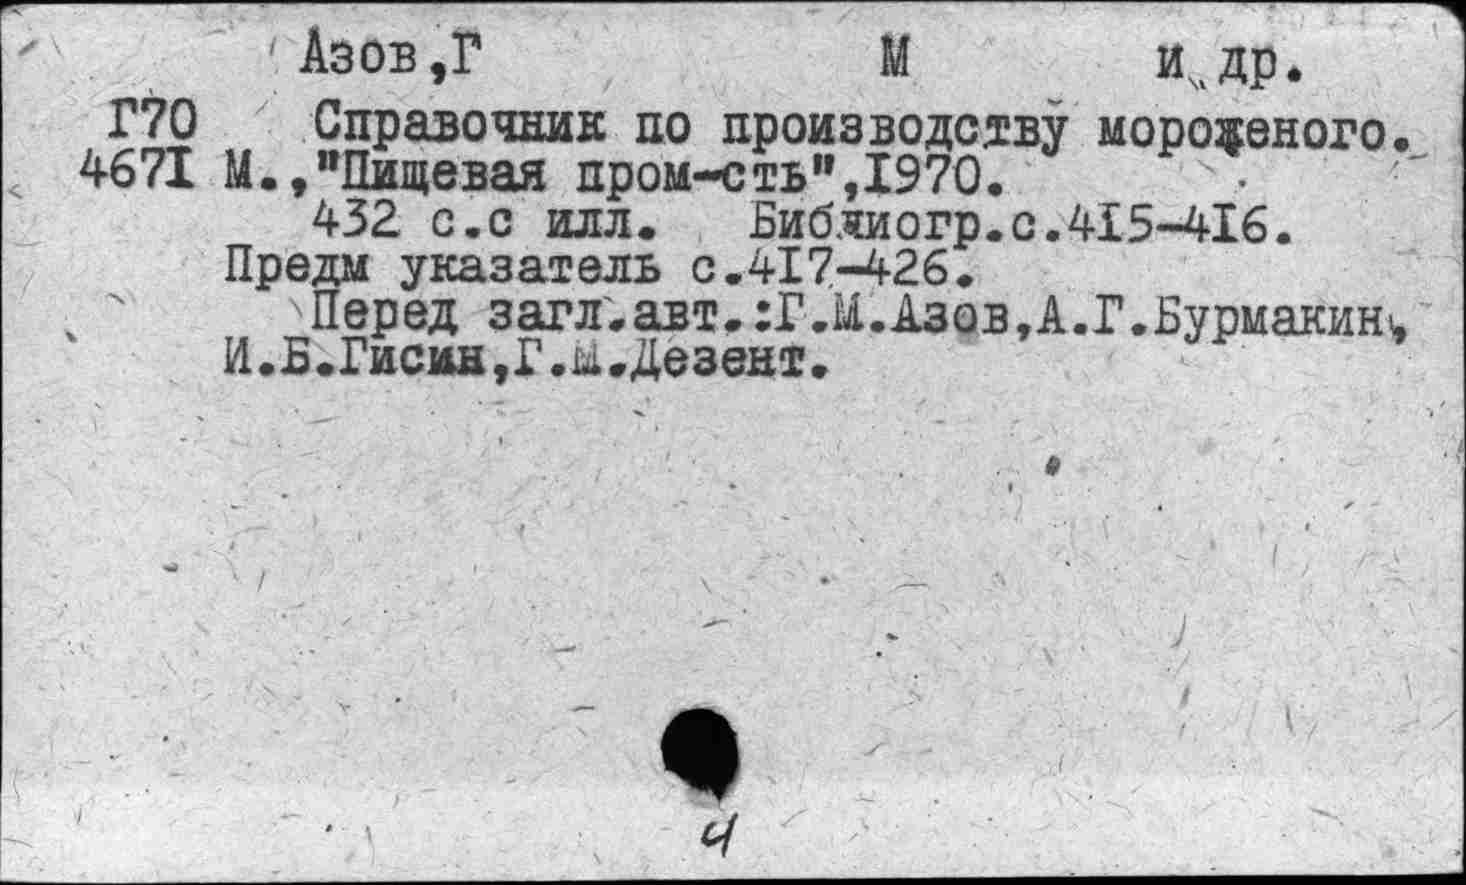 Азов,Г М и др.
Г70 Справочник по производству мороженого.
4671 М.,"Пищевая пром-сть",1970.
432 с.с илл. Библиогр.с.415-416.
Предм указатель с.417-426.
Перед загл.авт.:Г.М.Азов,А.Г.Бурмакин,
И.Б.Гисин,Г.М.Дезент.
4